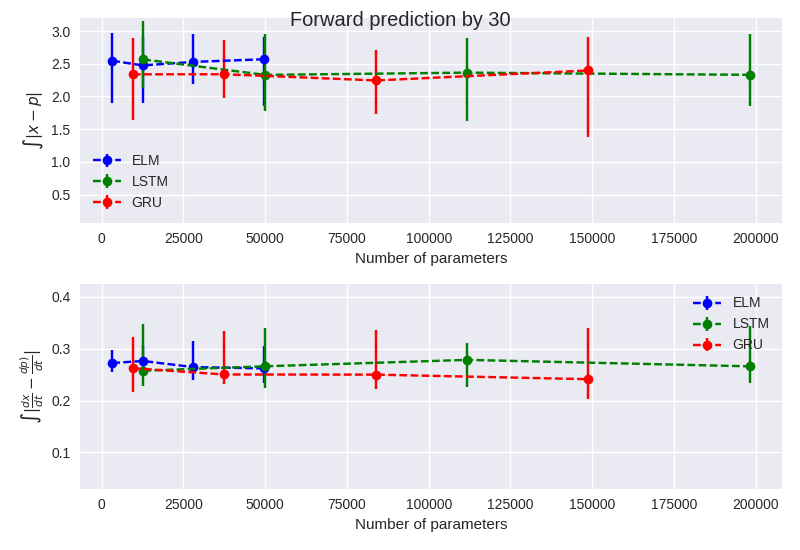 Forward prediction by 30
3.0
2.5
2.0
1.5
1.0
0.5
∫|x − p|
ELM
LSTM
GRU
0 25000 50000 75000 100000 125000 150000 175000 200000
Number of parameters
0.4
0.3
0.2
0.1
∫|dx/dt − dp)/dt|
ELM
LSTM
GRU
0 25000 50000 75000 100000 125000 150000 175000 200000
Number of parameters